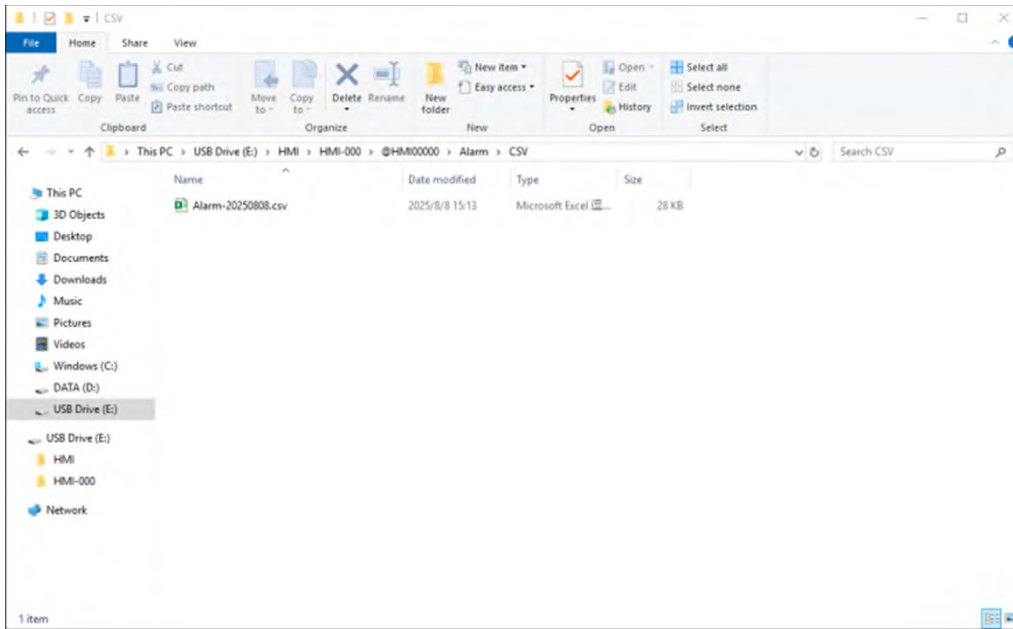 CSV
File Home Share View
Pin to Quick access
Copy
Paste
Cut
Copy path
Paste shortcut
Clipboard
Move to
Copy to
Delete
Rename
Organize
New folder
New item
Easy access
New
Properties
Open
Edit
History
Open
Select all
Select none
Invert selection
Select
This PC > USB Drive (E:) > HMI > HMI-000 > @HMI00000 > Alarm > CSV
Search CSV
Name Date modified Type Size
Alarm-20250808.csv 2025/8/8 15:13 Microsoft Excel ... 28 KB
This PC
3D Objects
Desktop
Documents
Downloads
Music
Pictures
Videos
Windows (C:)
DATA (D:)
USB Drive (E:)
USB Drive (E:)
HMI
HMI-000
Network
1 item